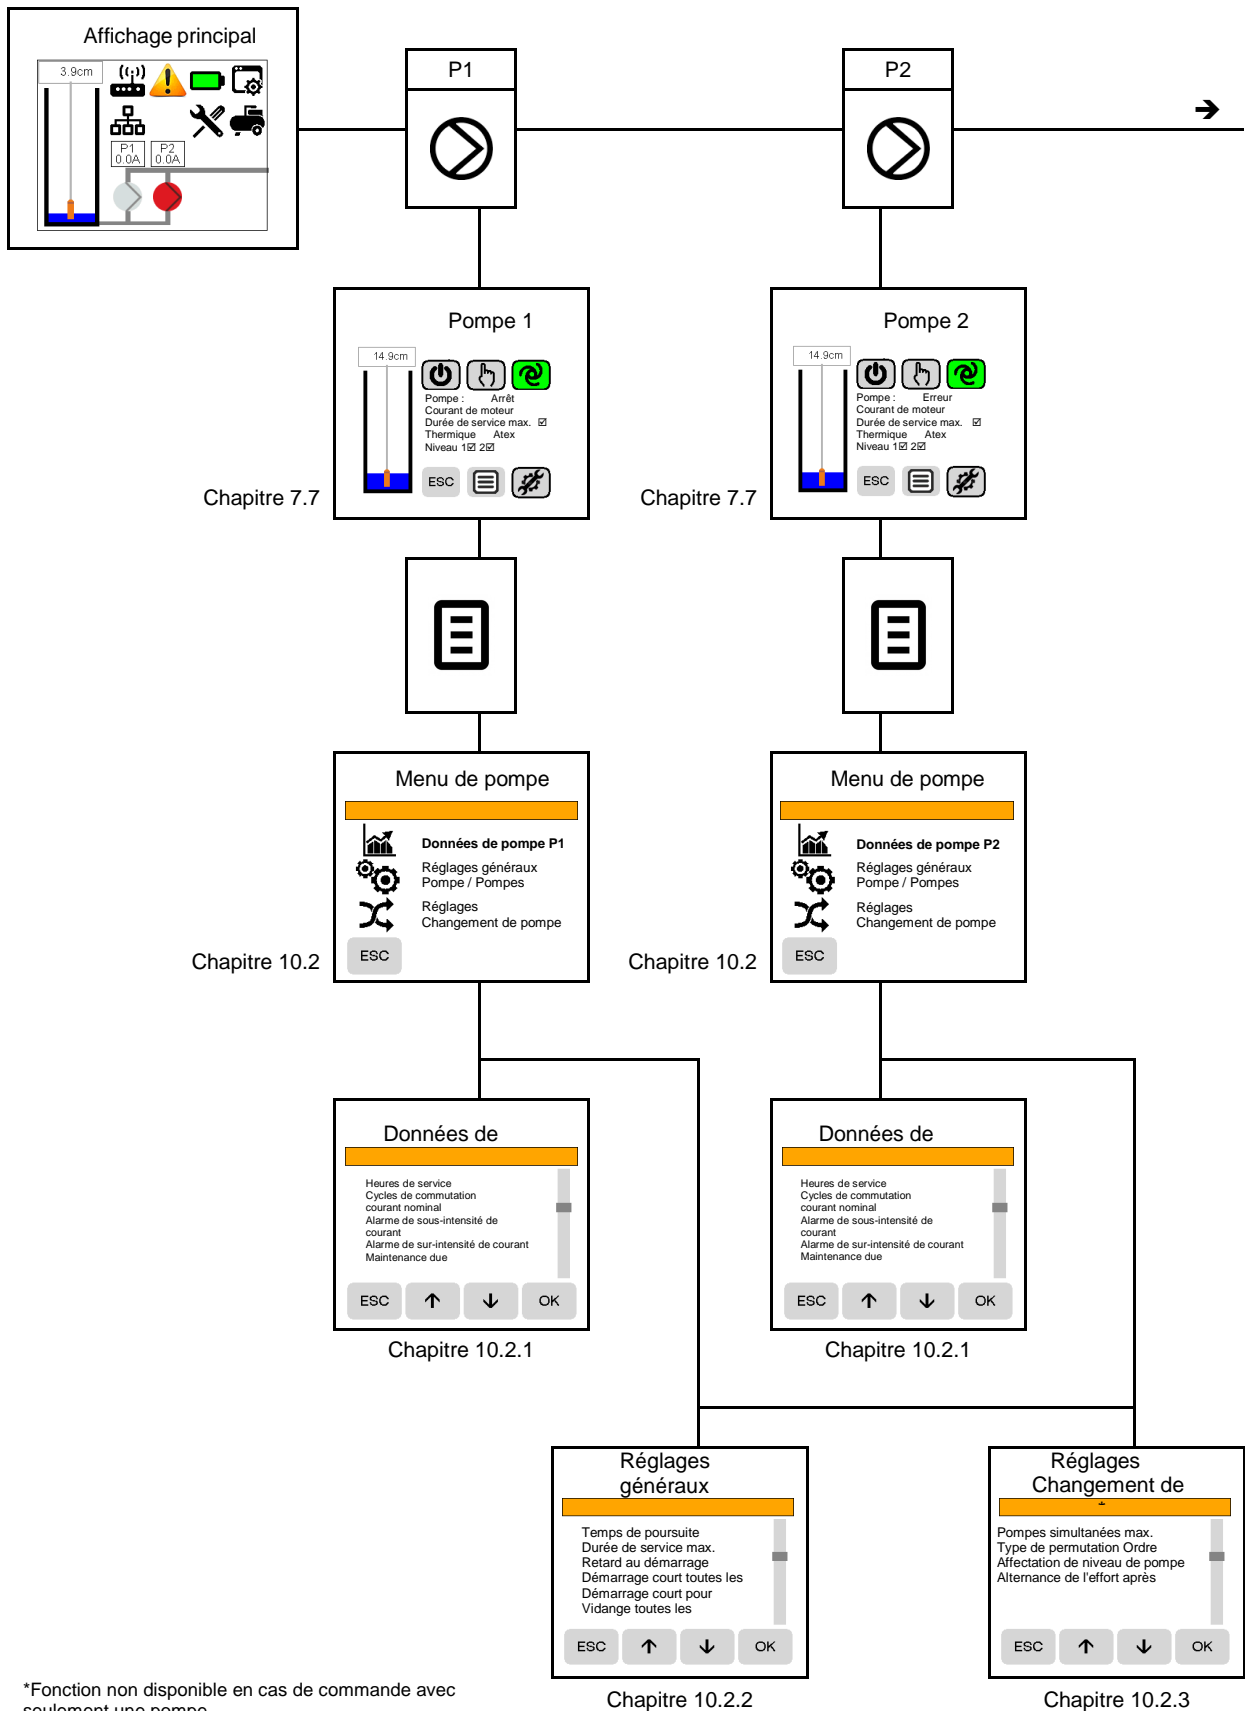 Affichage principal
3.9cm
P1
0.0A
P2
0.0A
P1
P2
Pompe 1
14.9cm
Pompe : Arrêt
Courant de moteur
Durée de service max. ☑
Thermique Atex
Niveau 1☑ 2☑
ESC
Chapitre 7.7
Pompe 2
14.9cm
Pompe : Erreur
Courant de moteur
Durée de service max. ☑
Thermique Atex
Niveau 1☑ 2☑
ESC
Chapitre 7.7
Menu de pompe
Données de pompe P1
Réglages généraux
Pompe / Pompes
Réglages
Changement de pompe
ESC
Chapitre 10.2
Menu de pompe
Données de pompe P2
Réglages généraux
Pompe / Pompes
Réglages
Changement de pompe
ESC
Chapitre 10.2
Données de
Heures de service
Cycles de commutation
courant nominal
Alarme de sous-intensité de
courant
Alarme de sur-intensité de courant
Maintenance due
ESC ↑ ↓ OK
Chapitre 10.2.1
Données de
Heures de service
Cycles de commutation
courant nominal
Alarme de sous-intensité de
courant
Alarme de sur-intensité de courant
Maintenance due
ESC ↑ ↓ OK
Chapitre 10.2.1
Réglages
généraux
Temps de poursuite
Durée de service max.
Retard au démarrage
Démarrage court toutes les
Démarrage court pour
Vidange toutes les
ESC ↑ ↓ OK
Chapitre 10.2.2
Réglages
Changement de
Pompes simultanées max.
Type de permutation Ordre
Affectation de niveau de pompe
Alternance de l'effort après
ESC ↑ ↓ OK
Chapitre 10.2.3
*Fonction non disponible en cas de commande avec
seulement une pompe